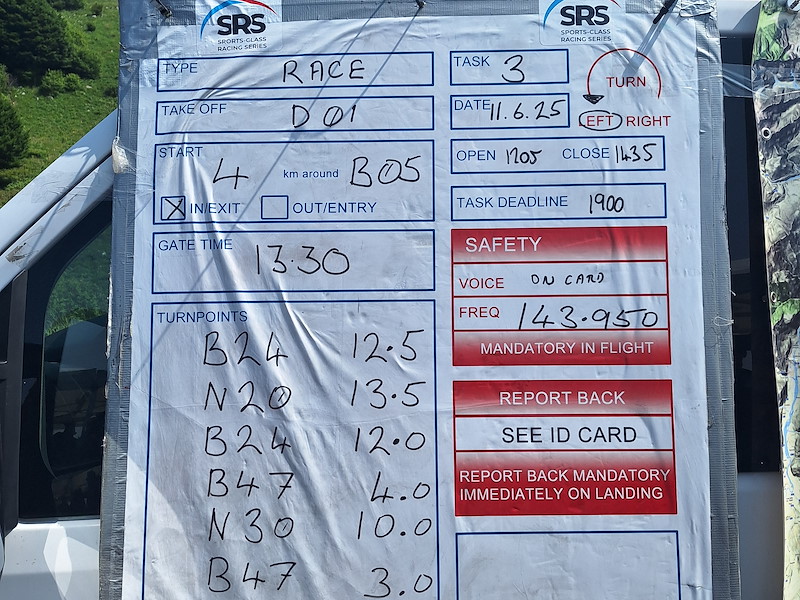 SRS
SPORTS-CLASS
RACING SERIES
SRS
SPORTS-CLASS
RACING SERIES
TYPE RACE
TAKE OFF D01
START 4 km around B05
IN/EXIT OUT/ENTRY
GATE TIME 13.30
TURNPOINTS
B24 12.5
N20 13.5
B24 12.0
B47 4.0
N30 10.0
B47 3.0
TASK 3
DATE 11.6.25
TURN
LEFT RIGHT
OPEN 1205 CLOSE 1435
TASK DEADLINE 1900
SAFETY
VOICE ON CARD
FREQ 143.950
MANDATORY IN FLIGHT
REPORT BACK
SEE ID CARD
REPORT BACK MANDATORY
IMMEDIATELY ON LANDING